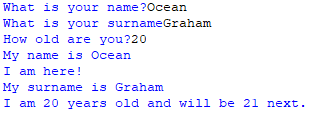 What is your name?Ocean
What is your surnameGraham
How old are you?20
My name is Ocean
I am here!
My surname is Graham
I am 20 years old and will be 21 next.